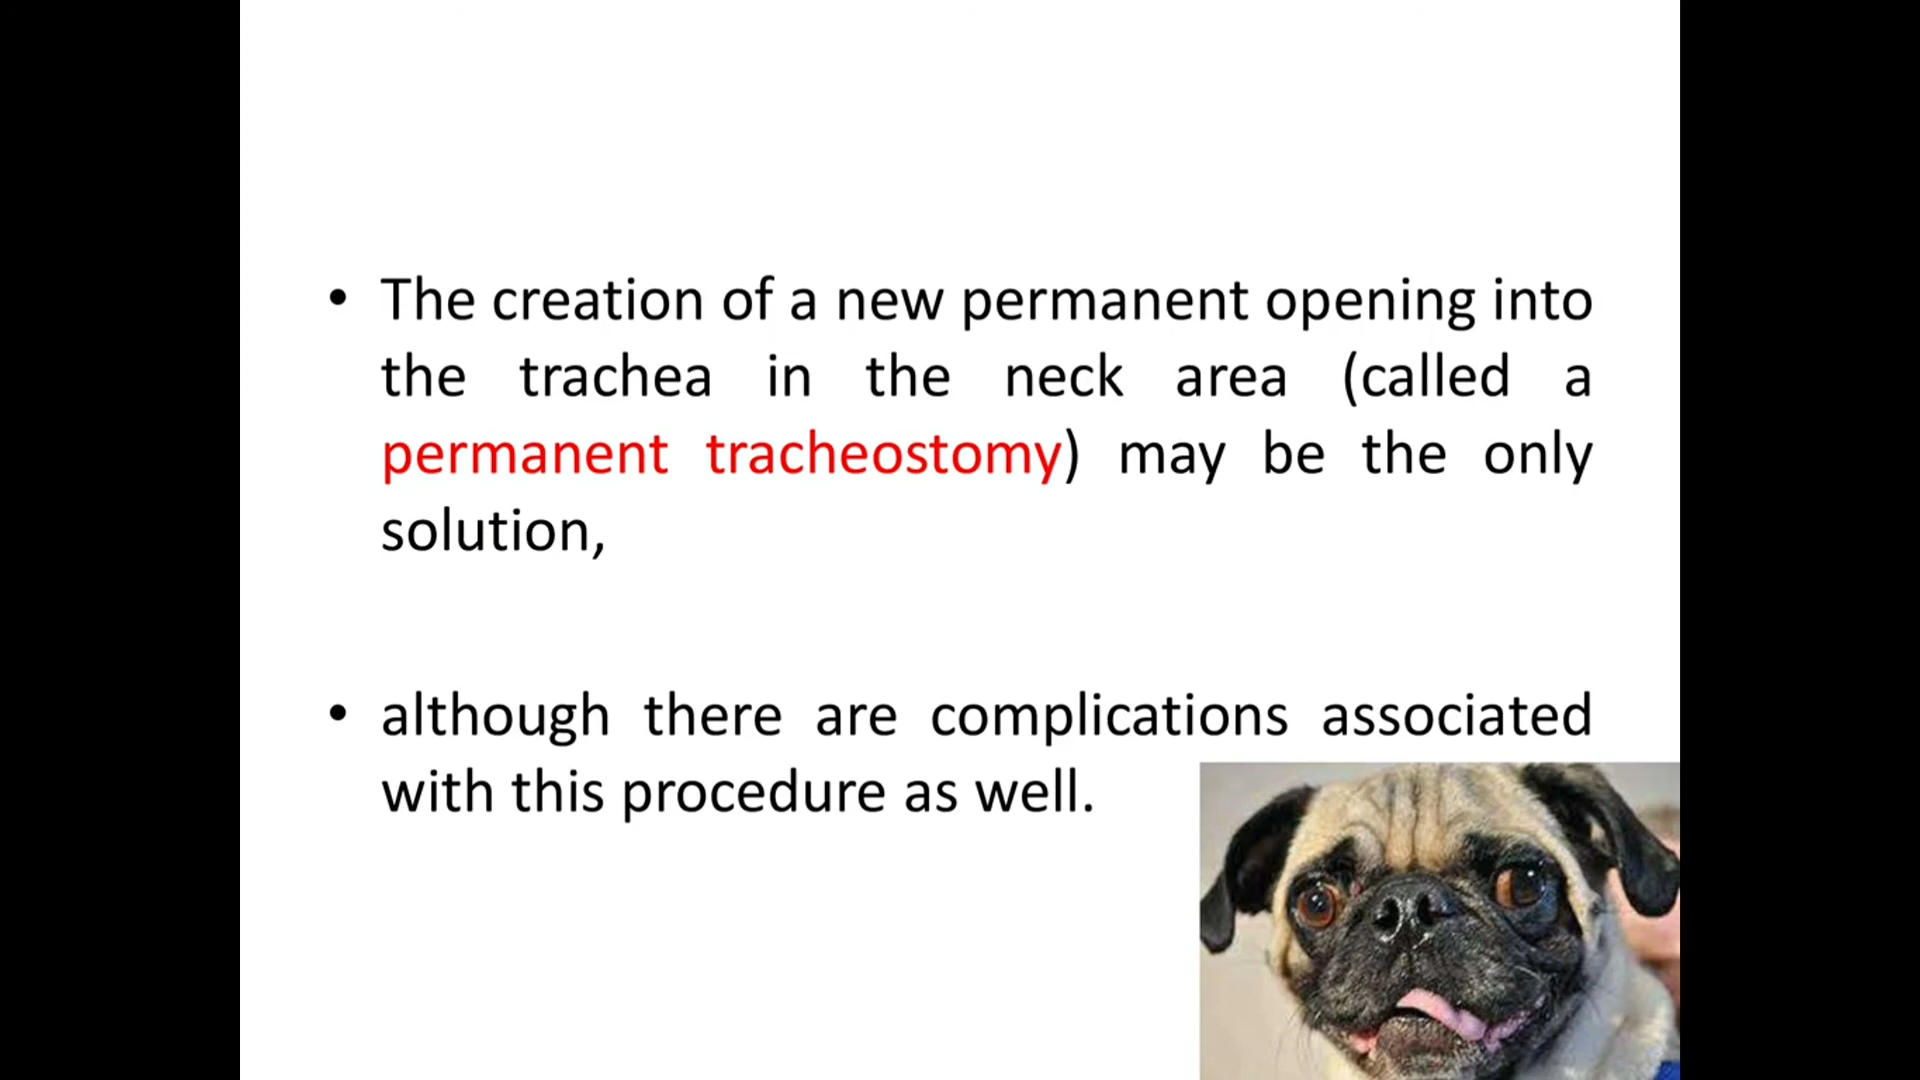 • The creation of a new permanent opening into
the trachea in the neck area (called a
permanent tracheostomy) may be the only
solution,
• although there are complications associated
with this procedure as well.